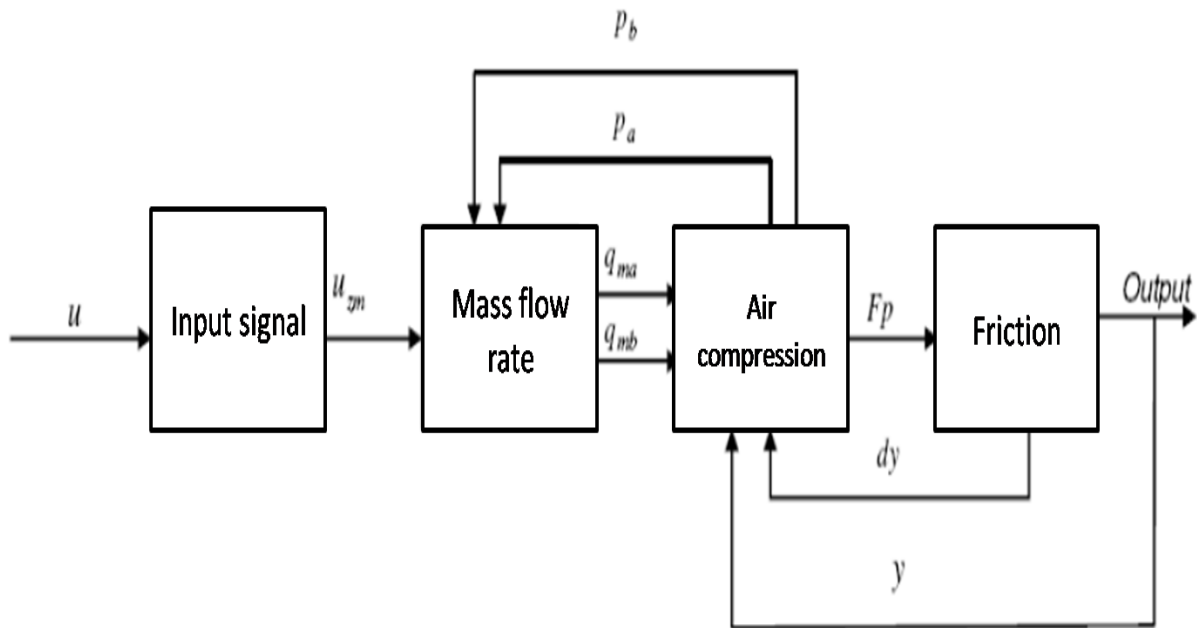 p_b
p_a
u
Input signal
u_zm
Mass flow
rate
q_ma
q_mb
Air
compression
Fp
Friction
Output
dy
y